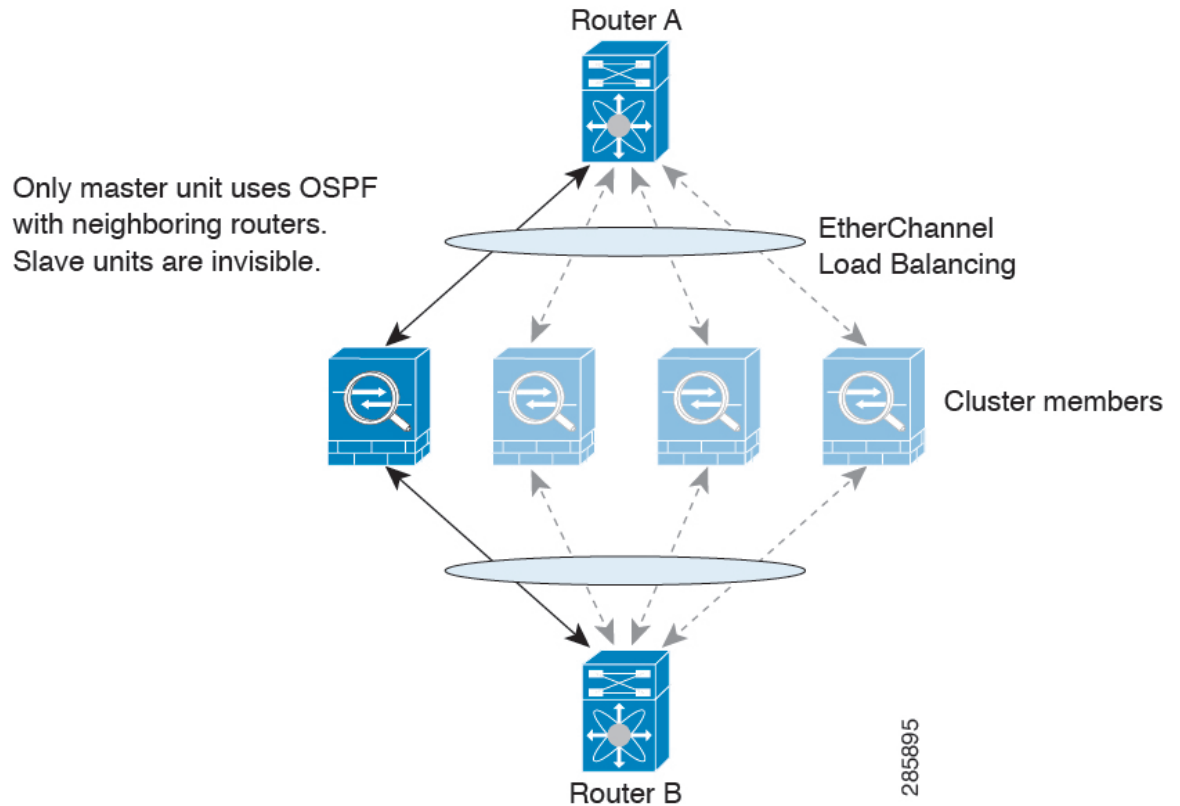 Router A
Only master unit uses OSPF
with neighboring routers.
Slave units are invisible.
EtherChannel
Load Balancing
Cluster members
Router B
285895